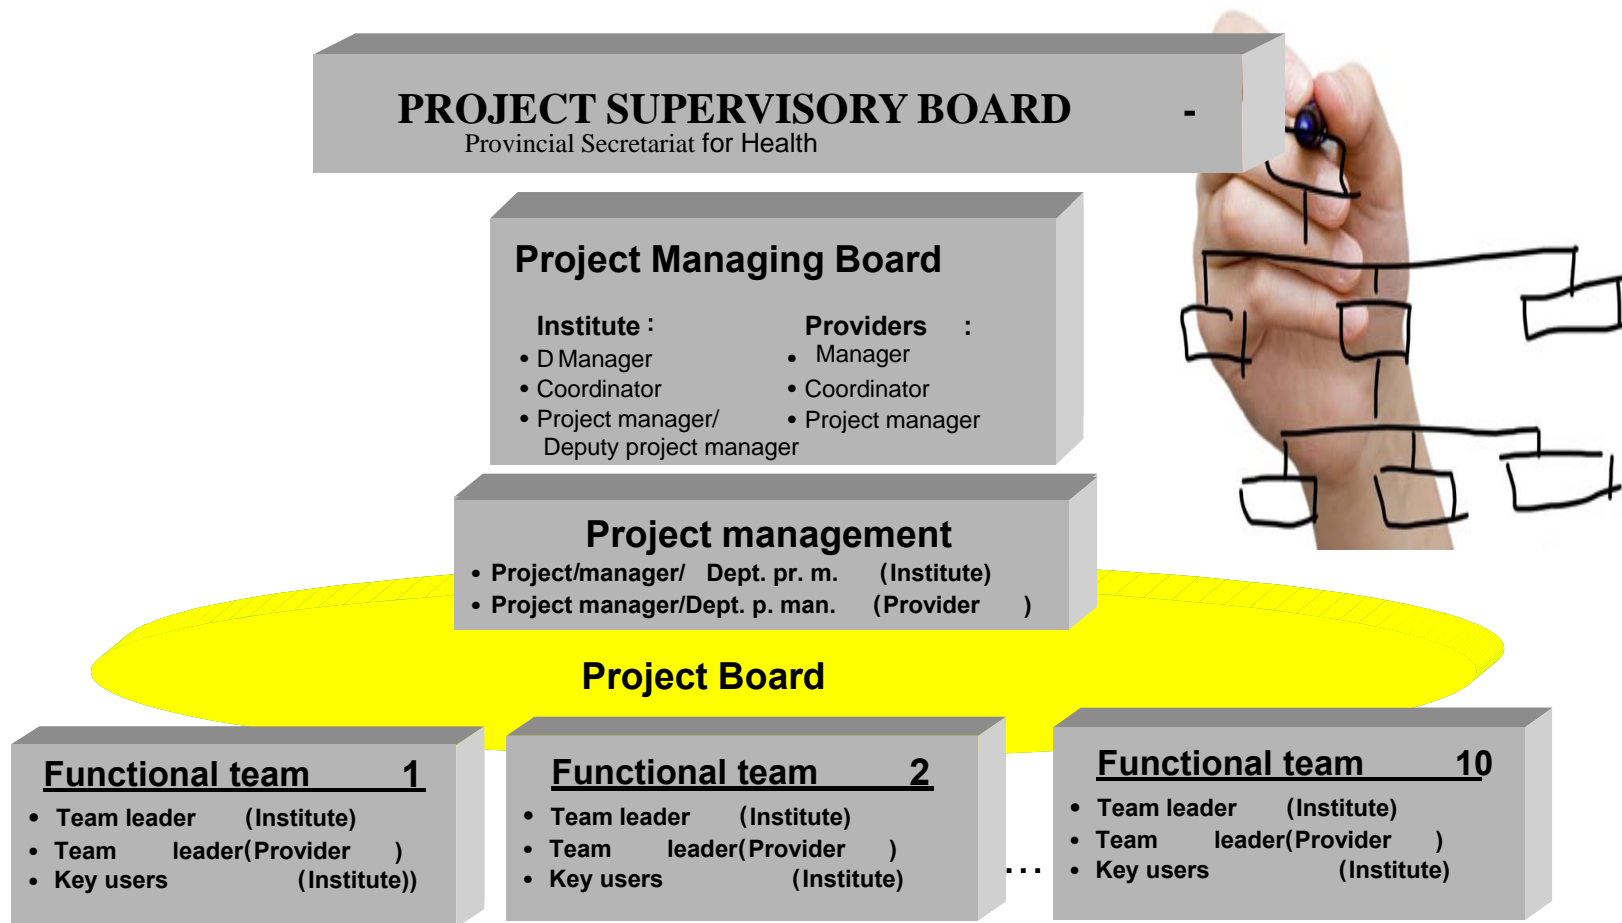 PROJECT SUPERVISORY BOARD -
Provincial Secretariat for Health
Project Managing Board
Institute :
• D Manager
• Coordinator
• Project manager/
Deputy project manager
Providers :
• Manager
• Coordinator
• Project manager
Project management
• Project/manager/ Dept. pr. m. (Institute)
• Project manager/Dept. p. man. (Provider )
Project Board
Functional team 1
• Team leader (Institute)
• Team leader(Provider )
• Key users (Institute))
Functional team 2
• Team leader (Institute)
• Team leader(Provider )
• Key users (Institute)
...
Functional team 10
• Team leader (Institute)
• Team leader(Provider )
• Key users (Institute)